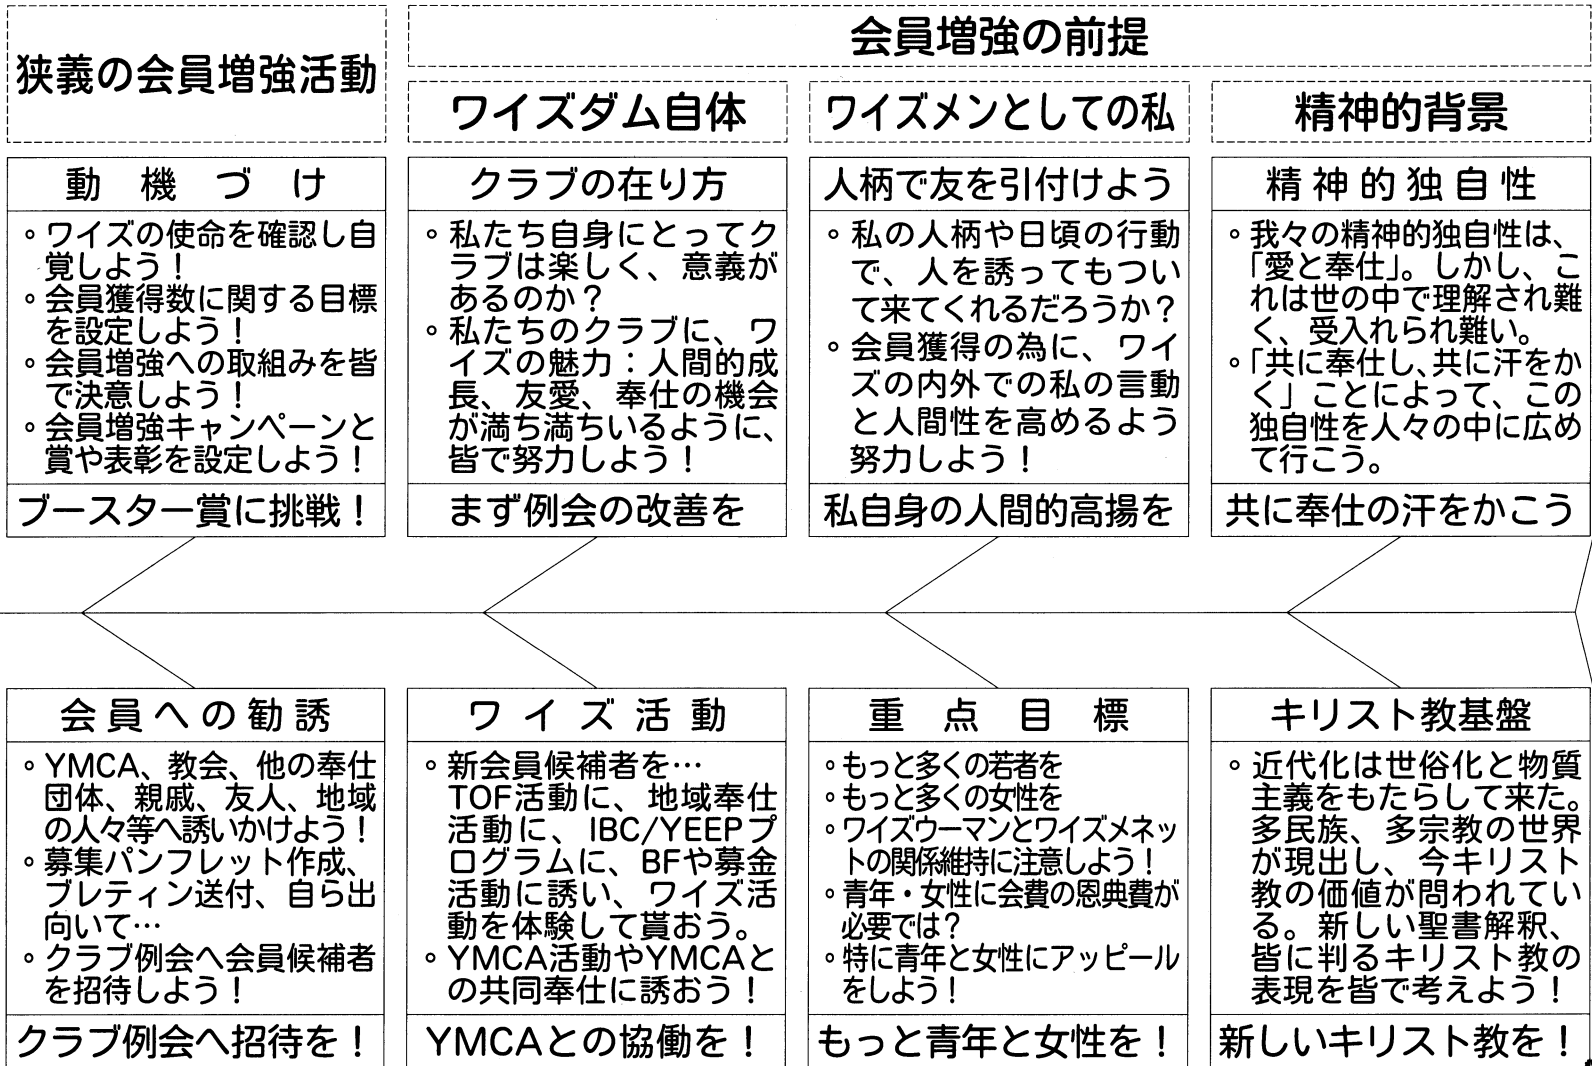 狭義の会員増強活動
会員増強の前提
ワイズダム自体
ワイズメンとしての私
精神的背景
動機づけ
。ワイズの使命を確認し自
覚しよう！
。会員獲得数に関する目標
を設定しよう！
。会員増強への取組みを皆
で決意しよう！
。会員増強キャンペーンと
賞や表彰を設定しよう！
ブースター賞に挑戦！
クラブの在り方
。私たち自身にとってク
ラブは楽しく、意義が
あるのか？
。私たちのクラブに、ワ
イズの魅力：人間的成
長、友愛、奉仕の機会
が満ち満ちいるように、
皆で努力しよう！
まず例会の改善を
人柄で友を引付けよう
。私の人柄や日頃の行動
で、人を誘ってもつい
て来てくれるだろうか？
。会員獲得の為に、ワイ
ズの内外での私の言動
と人間性を高めるよう
努力しよう！
私自身の人間的高揚を
精神的独自性
。我々の精神的独自性は、
「愛と奉仕」。しかし、こ
れは世の中で理解され難
く、受入れられ難い。
。「共に奉仕し、共に汗をか
く」ことによって、この
独自性を人々の中に広め
て行こう。
共に奉仕の汗をかこう
会員への勧誘
。YMCA、教会、他の奉仕
団体、親戚、友人、地域
の人々等へ誘いかけよう！
。募集パンフレット作成、
ブレティン送付、自ら出
向いて…
。クラブ例会へ会員候補者
を招待しよう！
クラブ例会へ招待を！
ワイズ活動
。新会員候補者を…
TOF活動に、地域奉仕
活動に、IBC/YEEPプ
ログラムに、BFや募金
活動に誘い、ワイズ活
動を体験して貰おう。
。YMCA活動やYMCAと
の共同奉仕に誘おう！
YMCAとの協働を！
重点目標
。もっと多くの若者を
。もっと多くの女性を
。ワイズウーマンとワイズメネッ
トの関係維持に注意しよう！
。青年・女性に会費の恩典費が
必要では？
。特に青年と女性にアッピール
をしよう！
もっと青年と女性を！
キリスト教基盤
。近代化は世俗化と物質
主義をもたらして来た。
多民族、多宗教の世界
が現出し、今キリスト
教の価値が問われてい
る。新しい聖書解釈、
皆に判るキリスト教の
表現を皆で考えよう！
新しいキリスト教を！